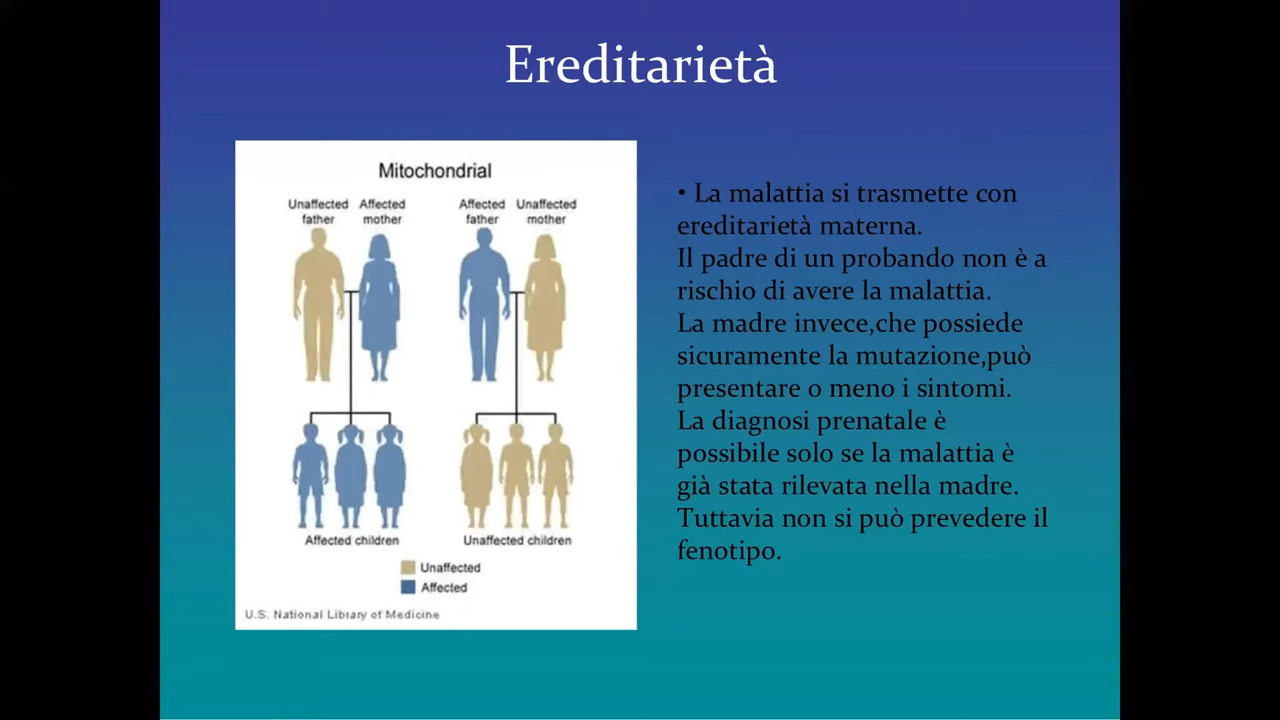 Ereditarietà
Mitochondrial
Unaffected father
Affected mother
Affected father
Unaffected mother
Affected children
Unaffected children
Unaffected
Affected
U.S. National Library of Medicine
• La malattia si trasmette con
ereditarietà materna.
Il padre di un probando non è a
rischio di avere la malattia.
La madre invece,che possiede
sicuramente la mutazione,può
presentare o meno i sintomi.
La diagnosi prenatale è
possibile solo se la malattia è
già stata rilevata nella madre.
Tuttavia non si può prevedere il
fenotipo.